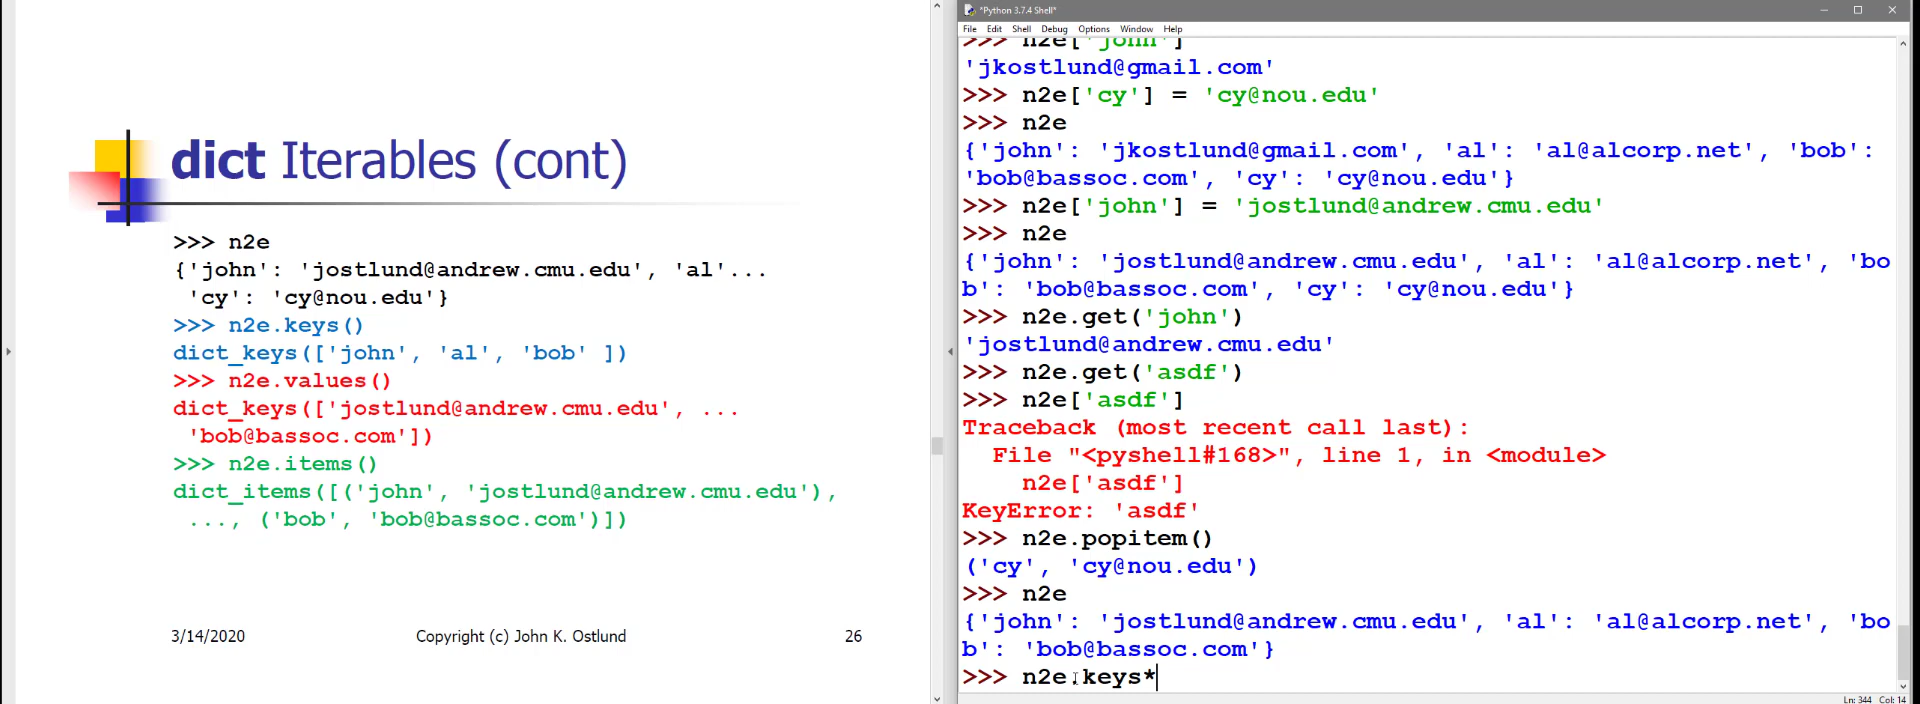 dict Iterables (cont)
>>> n2e
{'john': 'jostlund@andrew.cmu.edu', 'al'...
'cy': 'cy@nou.edu'}
>>> n2e.keys()
dict_keys(['john', 'al', 'bob' ])
>>> n2e.values()
dict_keys(['jostlund@andrew.cmu.edu', ...
'bob@bassoc.com'])
>>> n2e.items()
dict_items([('john', 'jostlund@andrew.cmu.edu'),
..., ('bob', 'bob@bassoc.com')])
3/14/2020
Copyright (c) John K. Ostlund
26
*Python 3.7.4 Shell*
File Edit Shell Debug Options Window Help
>>> n2e['john']
'jkostlund@gmail.com'
>>> n2e['cy'] = 'cy@nou.edu'
>>> n2e
{'john': 'jkostlund@gmail.com', 'al': 'al@alcorp.net', 'bob':
'bob@bassoc.com', 'cy': 'cy@nou.edu'}
>>> n2e['john'] = 'jostlund@andrew.cmu.edu'
>>> n2e
{'john': 'jostlund@andrew.cmu.edu', 'al': 'al@alcorp.net', 'bo
b': 'bob@bassoc.com', 'cy': 'cy@nou.edu'}
>>> n2e.get('john')
'jostlund@andrew.cmu.edu'
>>> n2e.get('asdf')
>>> n2e['asdf']
Traceback (most recent call last):
File "<pyshell#168>", line 1, in <module>
n2e['asdf']
KeyError: 'asdf'
>>> n2e.popitem()
('cy', 'cy@nou.edu')
>>> n2e
{'john': 'jostlund@andrew.cmu.edu', 'al': 'al@alcorp.net', 'bo
b': 'bob@bassoc.com'}
>>> n2e.keys*
Ln: 344 Col: 14